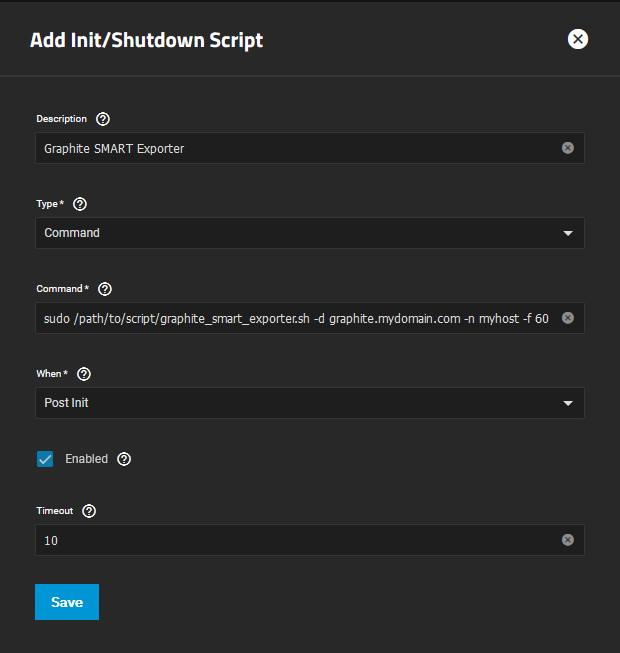 Add Init/Shutdown Script
Description
Graphite SMART Exporter
Type *
Command
Command *
sudo /path/to/script/graphite_smart_exporter.sh -d graphite.mydomain.com -n myhost -f 60
When *
Post Init
Enabled
Timeout
10
Save